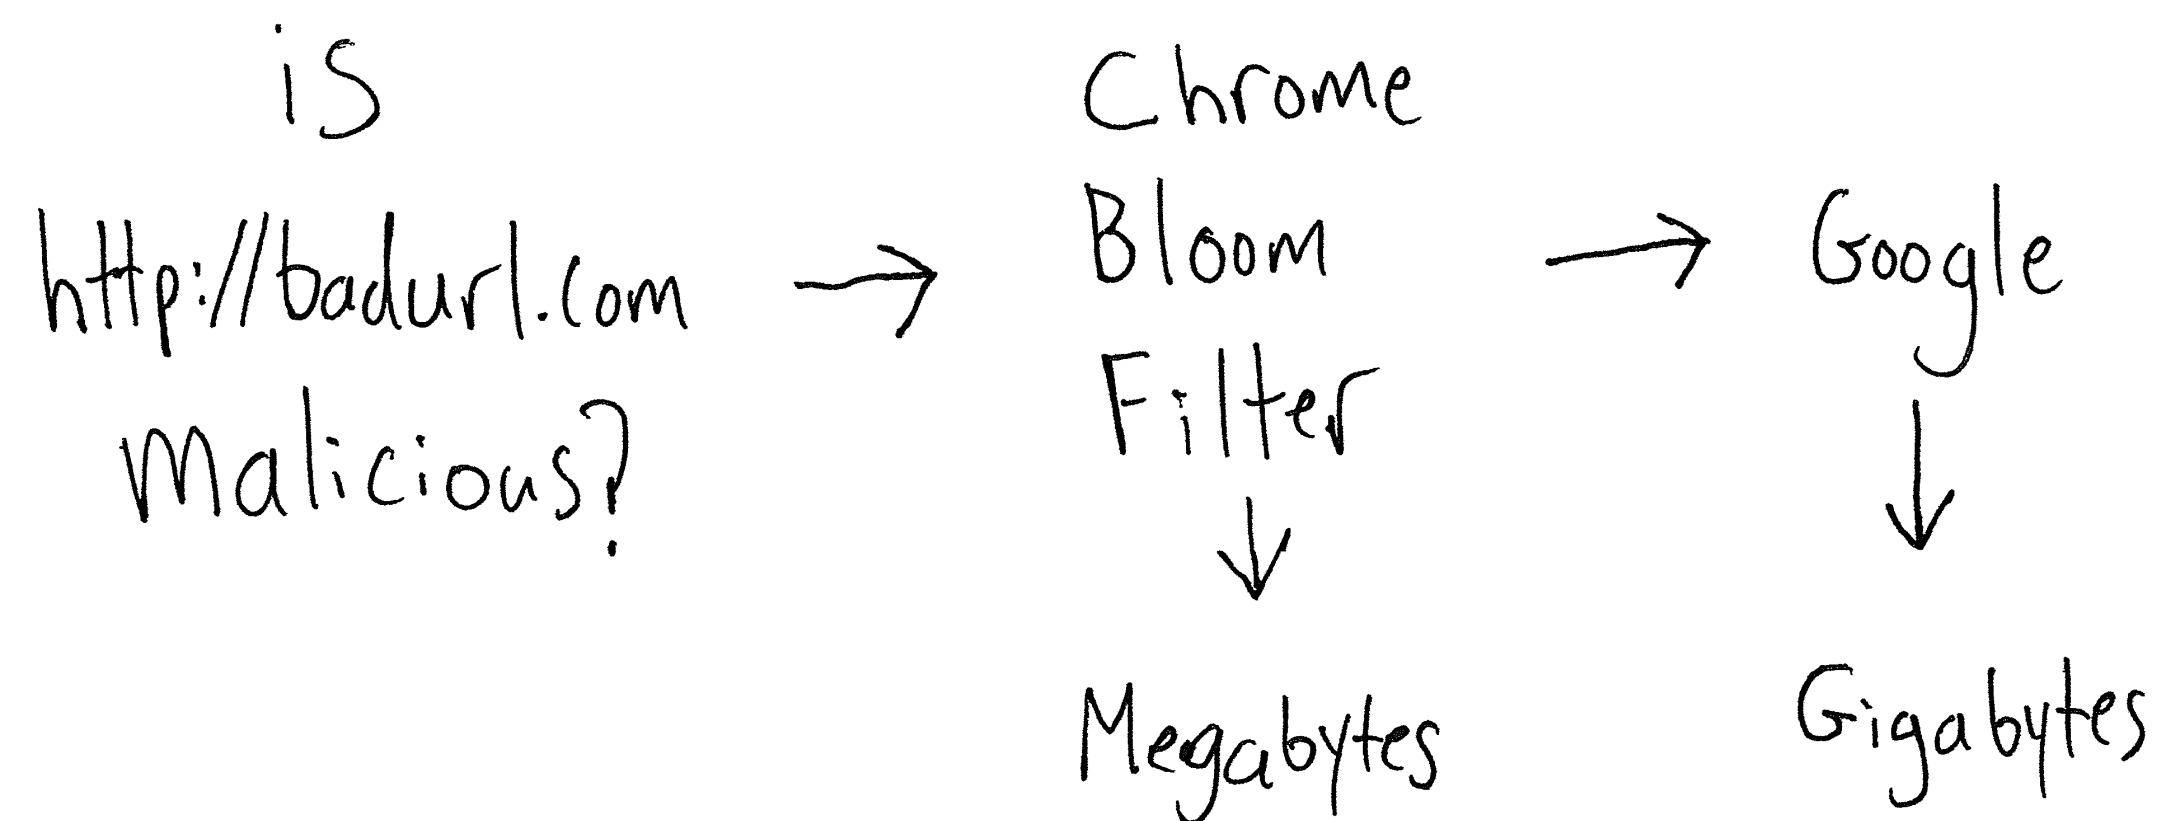 is
http://badurl.com
Malicious?
Chrome
Bloom
Filter
Megabytes
Google
Gigabytes